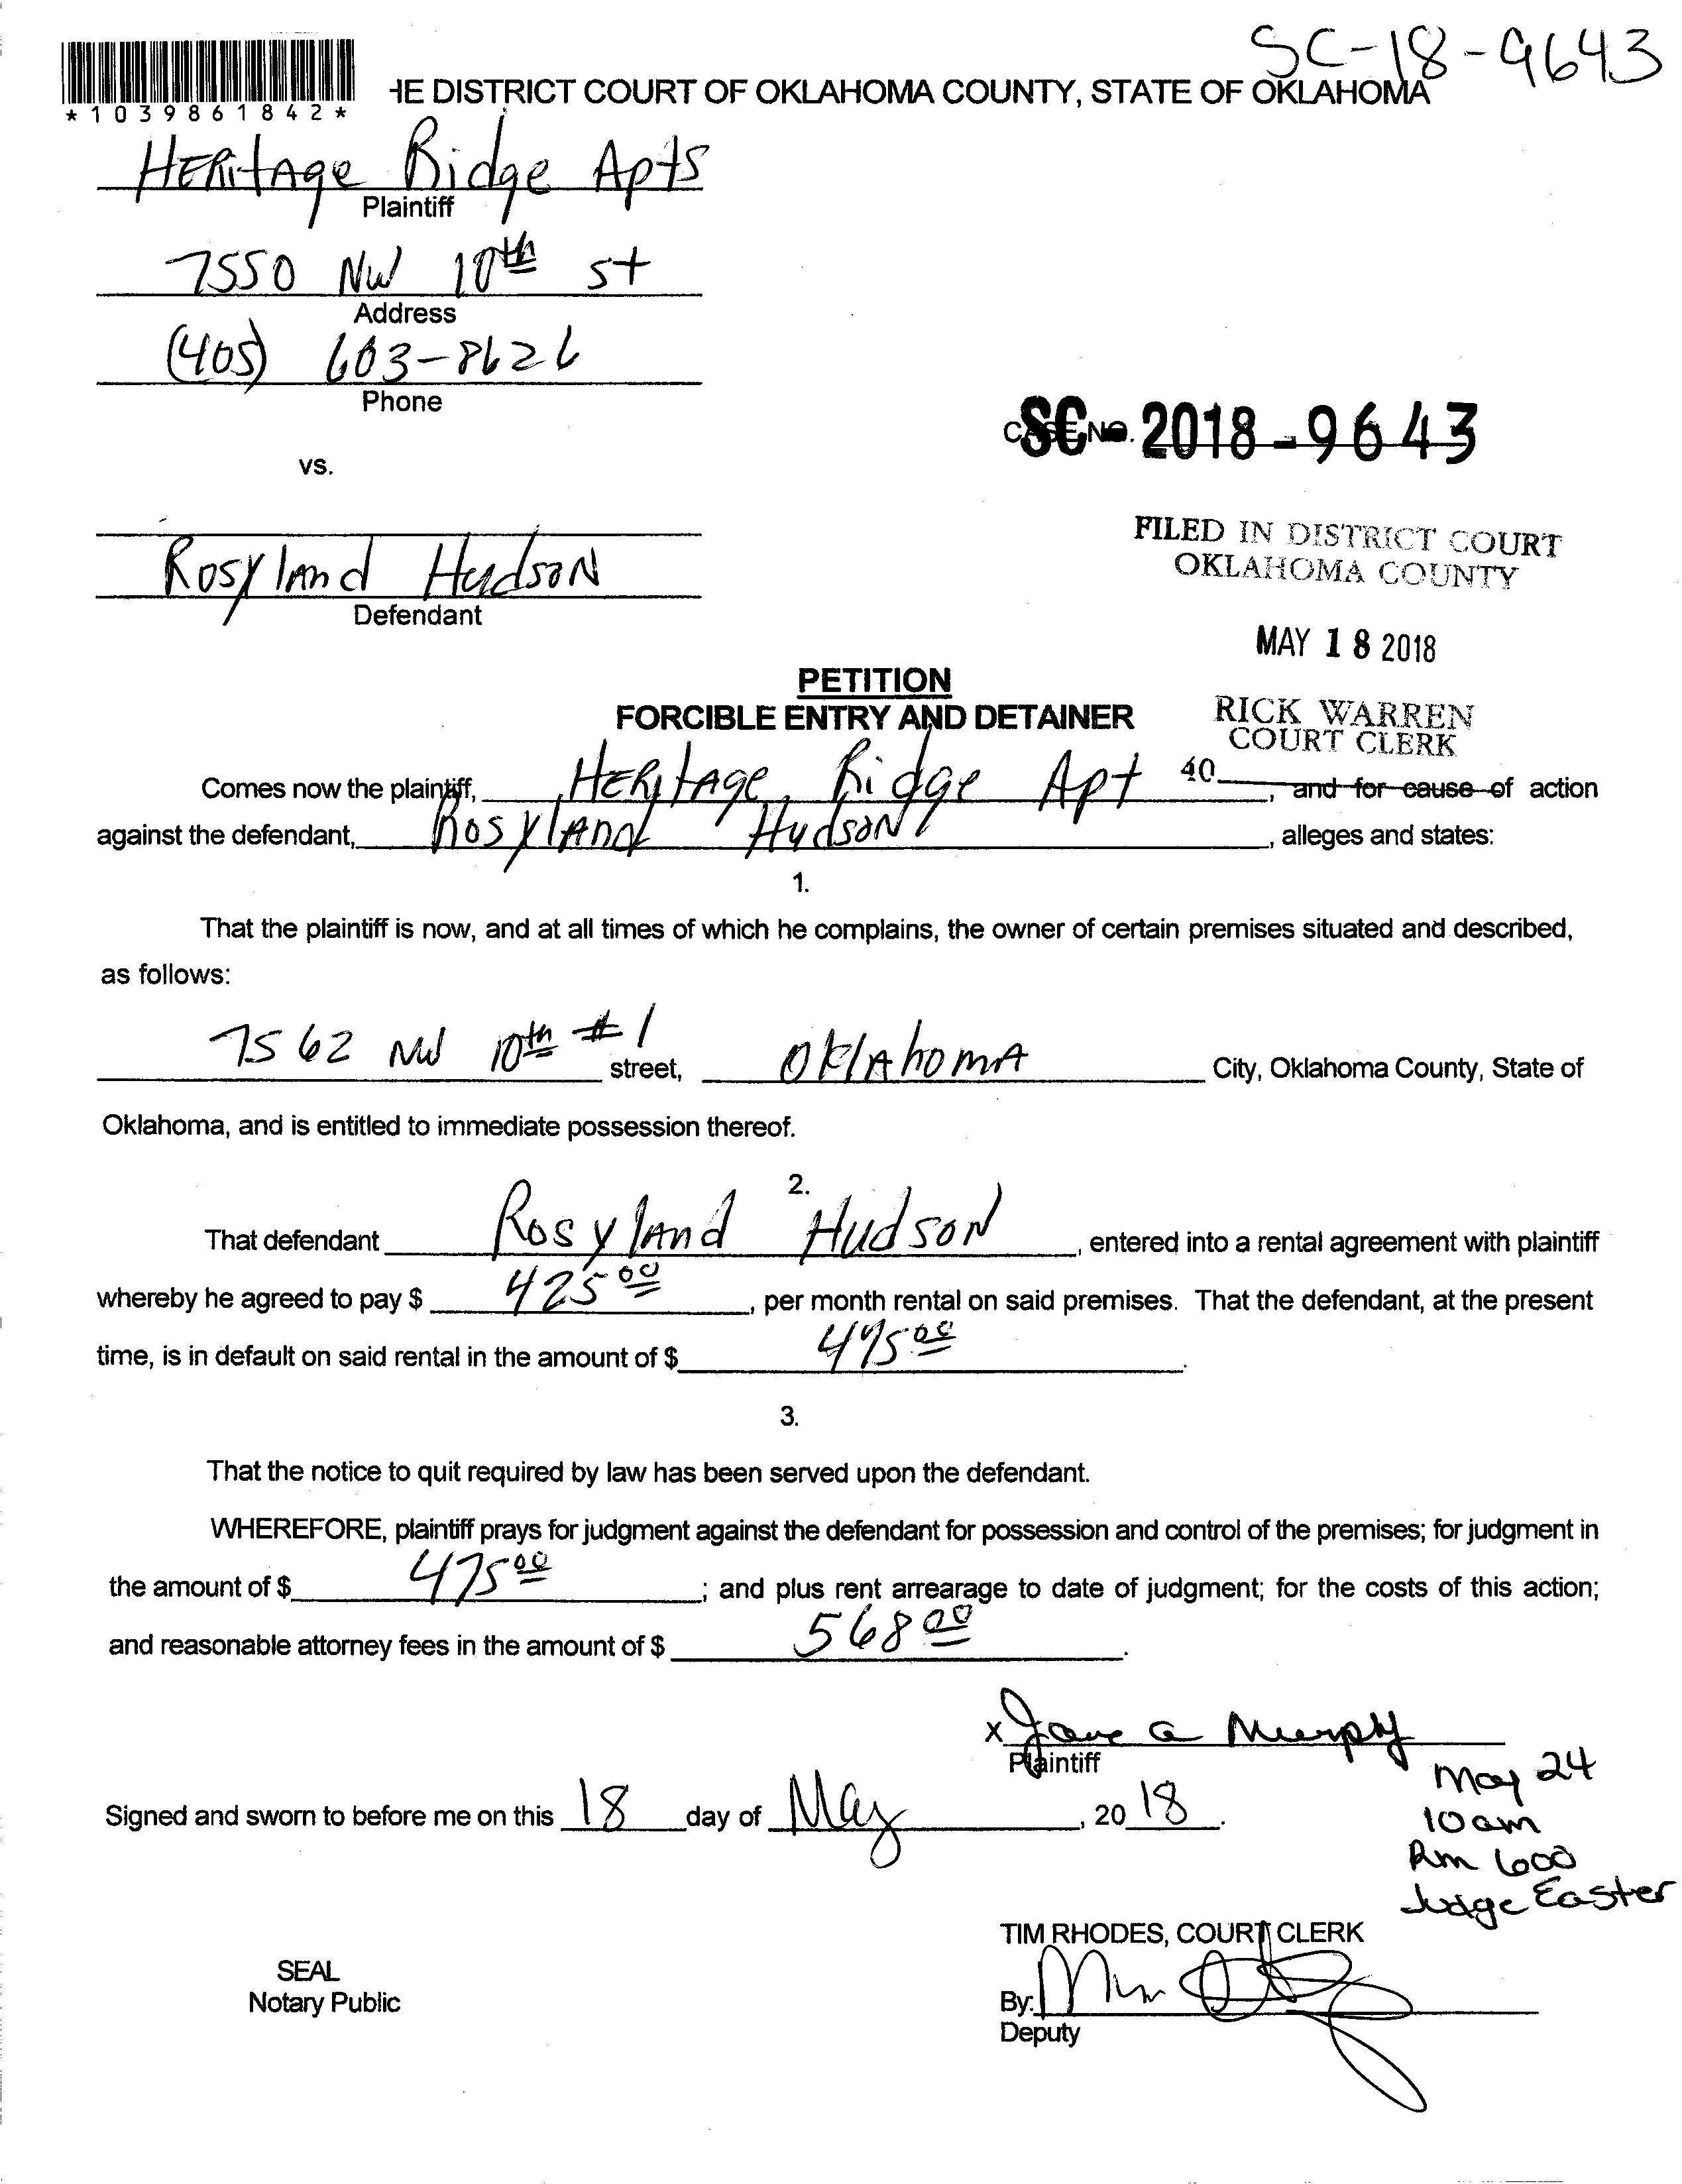 SC-18-9643
*1039861842*
HE DISTRICT COURT OF OKLAHOMA COUNTY, STATE OF OKLAHOMA
HERitAge Ridge Apts
Plaintiff
7550 NW 10th st
Address
(405) 603-8626
Phone
SC - 2018 - 9643
CASE NO.
vs.
FILED IN DISTRICT COURT
OKLAHOMA COUNTY
Rosyland Hudson
Defendant
MAY 18 2018
PETITION
FORCIBLE ENTRY AND DETAINER
RICK WARREN
COURT CLERK
40
Comes now the plaintiff, HERitAge Ridge Apt, and for cause of action
against the defendant, Rosyland Hudson, alleges and states:
1.
That the plaintiff is now, and at all times of which he complains, the owner of certain premises situated and described,
as follows:
7562 NW 10th #1 street, OklAhomA City, Oklahoma County, State of
Oklahoma, and is entitled to immediate possession thereof.
2.
That defendant Rosyland Hudson, entered into a rental agreement with plaintiff
whereby he agreed to pay $ 425 00, per month rental on said premises. That the defendant, at the present
time, is in default on said rental in the amount of $ 00.
3.
That the notice to quit required by law has been served upon the defendant.
WHEREFORE, plaintiff prays for judgment against the defendant for possession and control of the premises; for judgment in
the amount of $ 475 00; and plus rent arrearage to date of judgment; for the costs of this action;
and reasonable attorney fees in the amount of $ 568 00.
x Jane a Murphy
Plaintiff
May 24
Signed and sworn to before me on this 18 day of May, 20 18.
10am
Rm 600
Judge Easter
TIM RHODES, COURT CLERK
SEAL
Notary Public
By:
Deputy